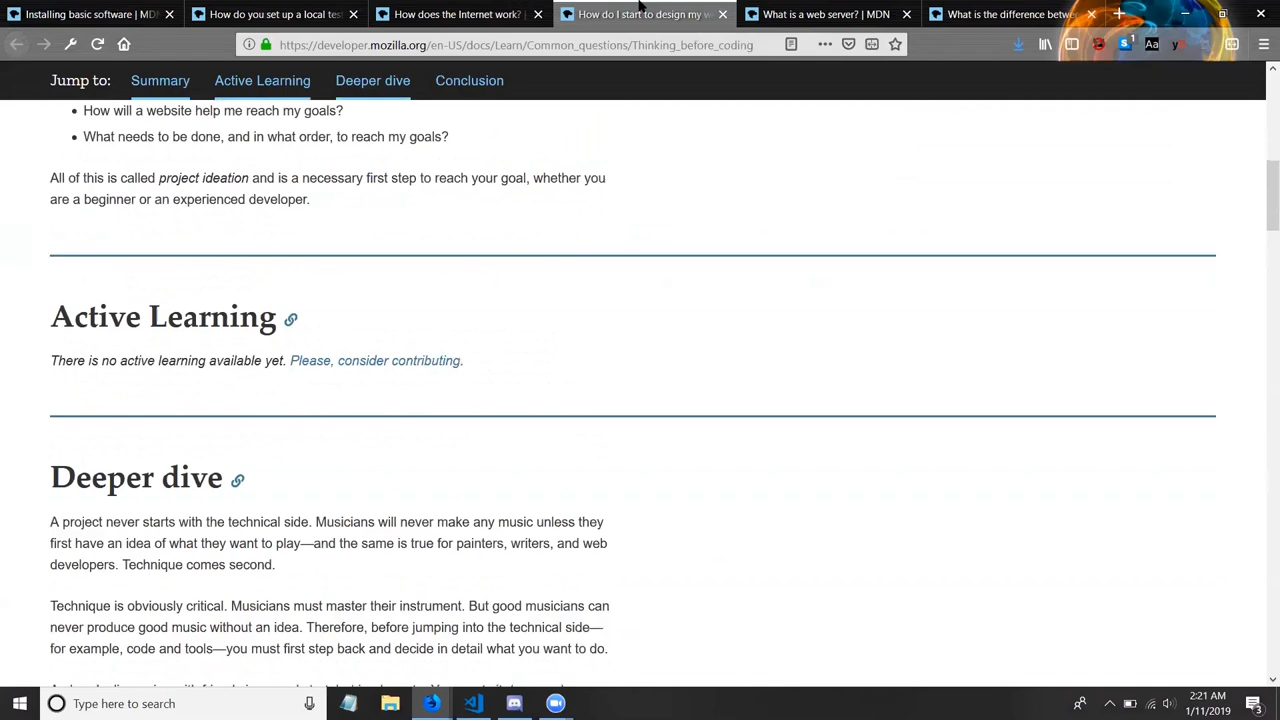 Installing basic software | MDN
How do you set up a local test
How does the Internet work? |
How do I start to design my w
What is a web server? | MDN
What is the difference betwe
https://developer.mozilla.org/en-US/docs/Learn/Common_questions/Thinking_before_coding
1
Aa
Jump to: Summary Active Learning Deeper dive Conclusion
• How will a website help me reach my goals?
• What needs to be done, and in what order, to reach my goals?
All of this is called project ideation and is a necessary first step to reach your goal, whether you
are a beginner or an experienced developer.
Active Learning
There is no active learning available yet. Please, consider contributing.
Deeper dive
A project never starts with the technical side. Musicians will never make any music unless they
first have an idea of what they want to play—and the same is true for painters, writers, and web
developers. Technique comes second.
Technique is obviously critical. Musicians must master their instrument. But good musicians can
never produce good music without an idea. Therefore, before jumping into the technical side—
for example, code and tools—you must first step back and decide in detail what you want to do.
Type here to search
2:21 AM
1/11/2019
3